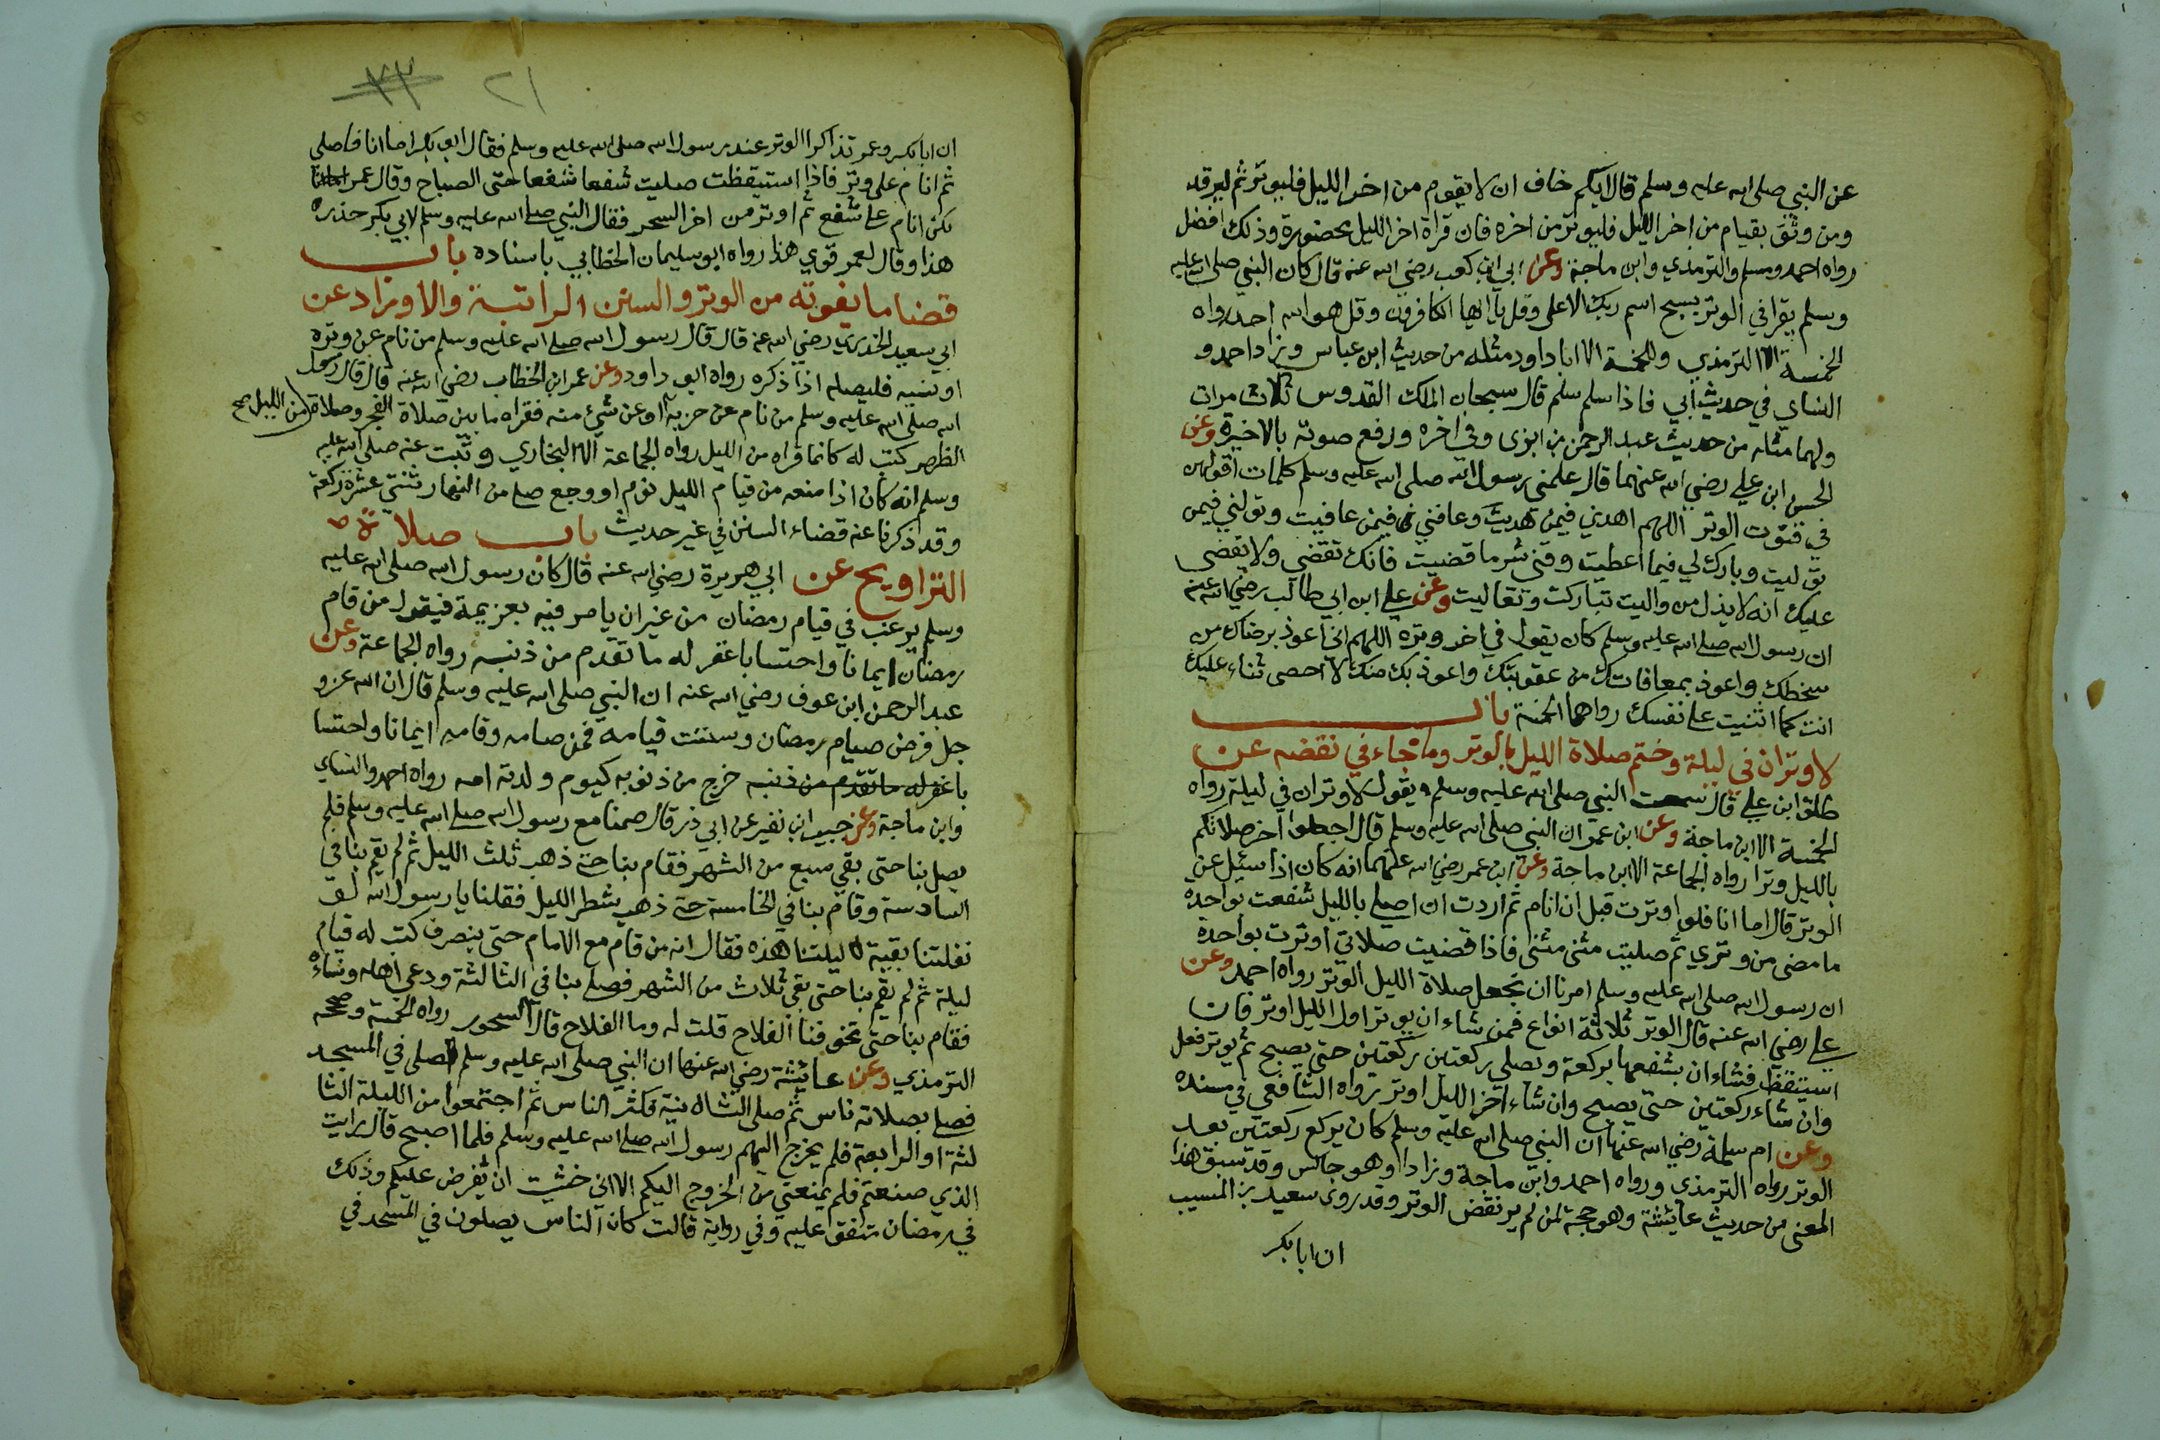 عن النبي صلى الله عليه وسلم قال ايكم خاف ان لا يقوم من اخر الليل فليوتر ثم ليرقد
ومن وثق بقيام من اخر الليل فليوتر من اخره فان قراة اخر الليل محضورة وذلك افضل
رواه احمد ومسلم والترمذي وابن ماجة وعن ابي ابن كعب رضي الله عنه قال كان النبي صلى الله عليه
وسلم يقرا في الوتر بسبح اسم ربك الاعلى وقل يا ايها الكافرون وقل هو الله احد رواه
الخمسة الا الترمذي وللخمسة الا ابا داود مثله من حديث ابن عباس وزاد احمد و
النساي في حديث ابي فاذا سلم سلم قال سبحان الملك القدوس ثلاث مرات
ولهما مثله من حديث عبد الرحمن بن ابزى وفي اخره ورفع صوته بالاخيرة وعن
الحسن ابن علي رضي الله عنهما قال علمني رسول الله صلى الله عليه وسلم كلمات اقولهن
في قنوت الوتر اللهم اهدني فيمن هديت وعافني فيمن عافيت وتولني فيمن
توليت وبارك لي فيما اعطيت وقني شر ما قضيت فانك تقضي ولا يقضى
عليك انه لا يذل من واليت تباركت وتعاليت وعن علي ابن ابي طالب رضي الله عنه
ان رسول الله صلى الله عليه وسلم كان يقول في اخر وتره اللهم اني اعوذ برضاك من
سخطك واعوذ بمعافاتك من عقوبتك واعوذ بك منك لا احصي ثناء عليك
انت كما اثنيت على نفسك رواهما الخمسة باب
لا وتران في ليلة وختم صلاة الليل بالوتر وما جاء في نقضه عن
طلق ابن علي قال سمعت النبي صلى الله عليه وسلم يقول لا وتران في ليلة رواه
الخمسة الا ابن ماجة وعن ابن عمر ان النبي صلى الله عليه وسلم قال اجعلوا آخر صلاتكم
بالليل وترا رواه الجماعة الا ابن ماجة وعن ابن عمر رضي الله عنهما انه كان اذا سئل عن
الوتر قال اما انا فلو اوترت قبل ان انام ثم اردت ان اصلي بالليل شفعت بواحدة
ما مضى من وتري ثم صليت مثنى مثنى فاذا قضيت صلاتي اوترت بواحدة
ان رسول الله صلى الله عليه وسلم امرنا ان نجعل صلاة الليل الوتر رواه احمد وعن
علي رضي الله عنه قال الوتر ثلاثة انواع فمن شاء ان يوتر اول الليل اوتر فان
استيقظ فشاء ان يشفعها بركعة ويصلي ركعتين ركعتين حتى يصبح ثم يوتر فعل
وان شاء ركعتين حتى يصبح وان شاء آخر الليل اوتر رواه الشافعي في مسنده
وعن ام سلمة رضي الله عنها ان النبي صلى الله عليه وسلم كان يركع ركعتين بعد
الوتر رواه الترمذي ورواه احمد وابن ماجة وزادا وهو جالس وقد سبق هذا
المعنى من حديث عايشة وهو حجة لمن لم ير نقض الوتر وقد روى سعيد بن المسيب
ان ابا بكر
٢١
ان ابا بكر وعمر تذاكرا الوتر عند رسول الله صلى الله عليه وسلم فقال ابو بكر اما انا فاصلي
ثم انام على وتر فاذا استيقظت صليت شفعا شفعا حتى الصباح وقال عمر
لكن انام على شفع ثم اوتر من اخر السحر فقال النبي صلى الله عليه وسلم لابي بكر حذر
هذا وقال لعمر قوي هذا رواه ابو سليمان الخطابي باسناده باب
قضا ما يفوته من الوتر والسنن الراتبة والاوراد عن
ابي سعيد الخدري رضي الله عنه قال قال رسول الله صلى الله عليه وسلم من نام عن وتره
او نسيه فليصله اذا ذكره رواه ابو داود وعن عمر ابن الخطاب رضي الله عنه قال قال رسول
الله صلى الله عليه وسلم من نام عن حزبه او عن شيء منه فقراه ما بين صلاة الفجر وصلاة من الليل صح
الظهر كتب له كانما قراه من الليل رواه الجماعة الا البخاري وثبت عنه صلى الله عليه
وسلم انه كان اذا منعه من قيام الليل نوم او وجع صلى من النهار ثنتي عشرة ركعة
وقد ذكرنا عنه قضاء السنن في غير حديث باب صلاة
التراويح عن ابي هريرة رضي الله عنه قال كان رسول الله صلى الله عليه
وسلم يرغب في قيام رمضان من غير ان يامر فيه بعزيمة فيقول من قام
رمضان ايمانا واحتسابا غفر له ما تقدم من ذنبه رواه الجماعة وعن
عبد الرحمن ابن عوف رضي الله عنه ان النبي صلى الله عليه وسلم قال ان الله عز و
جل فرض صيام رمضان وسننت قيامه فمن صامه وقامه ايمانا واحتسا
با غفر له ما تقدم من ذنبه خرج من ذنوبه كيوم ولدته امه رواه احمد والنساي
وابن ماجة وعن جبير ابن نفير عن ابي ذر قال صمنا مع رسول الله صلى الله عليه وسلم فلم
يصل بنا حتى بقي سبع من الشهر فقام بنا حتى ذهب ثلث الليل ثم لم يقم بنا في
السادسة وقام بنا في الخامسة حتى ذهب شطر الليل فقلنا يا رسول الله لو
نفلتنا بقية ليلتنا هذه فقال انه من قام مع الامام حتى ينصرف كتب له قيام
ليلة ثم لم يقم بنا حتى بقي ثلاث من الشهر فصلى بنا في الثالثة ودعى اهله ونساءه
فقام بنا حتى تخوفنا الفلاح قلت له وما الفلاح قال السحور رواه الخمسة وصححه
الترمذي وعن عايشة رضي الله عنها ان النبي صلى الله عليه وسلم صلى في المسجد
فصلى بصلاته ناس ثم صلى الثانية فكثر الناس ثم اجتمعوا من الليلة الثا
لثة او الرابعة فلم يخرج اليهم رسول الله صلى الله عليه وسلم فلما اصبح قال رايت
الذي صنعتم فلم يمنعني من الخروج اليكم الا اني خشيت ان تفرض عليكم وذلك
في رمضان متفق عليه وفي رواية قالت كان الناس يصلون في المسجد في